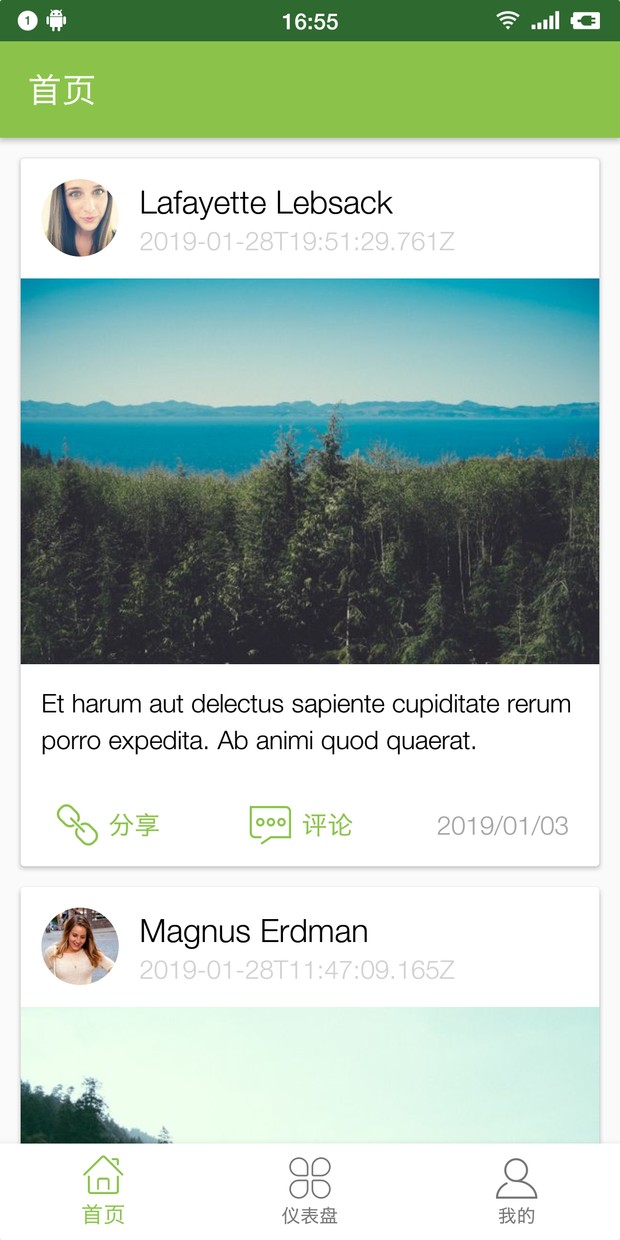 1
16:55
首页
Lafayette Lebsack
2019-01-28T19:51:29.761Z
Et harum aut delectus sapiente cupiditate rerum
porro expedita. Ab animi quod quaerat.
分享 评论 2019/01/03
Magnus Erdman
2019-01-28T11:47:09.165Z
首页 仪表盘 我的